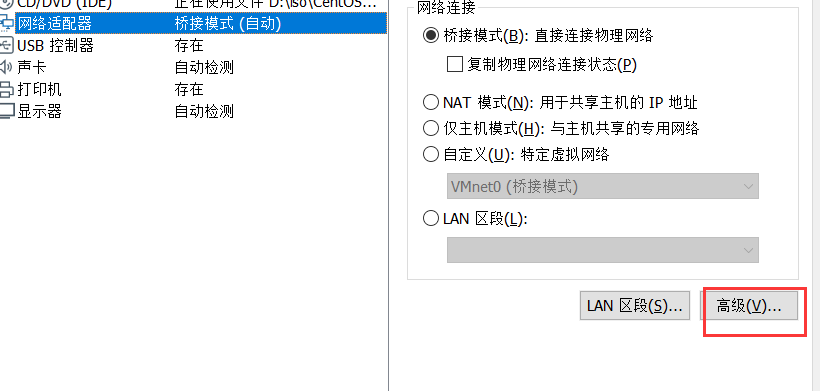 CD/DVD (IDE) 正在使用文件 D:\iso\CentOS...
网络适配器 桥接模式 (自动)
USB 控制器 存在
声卡 自动检测
打印机 存在
显示器 自动检测
网络连接
桥接模式(B): 直接连接物理网络
复制物理网络连接状态(P)
NAT 模式(N): 用于共享主机的 IP 地址
仅主机模式(H): 与主机共享的专用网络
自定义(U): 特定虚拟网络
VMnet0 (桥接模式)
LAN 区段(L):
LAN 区段(S)... 高级(V)...